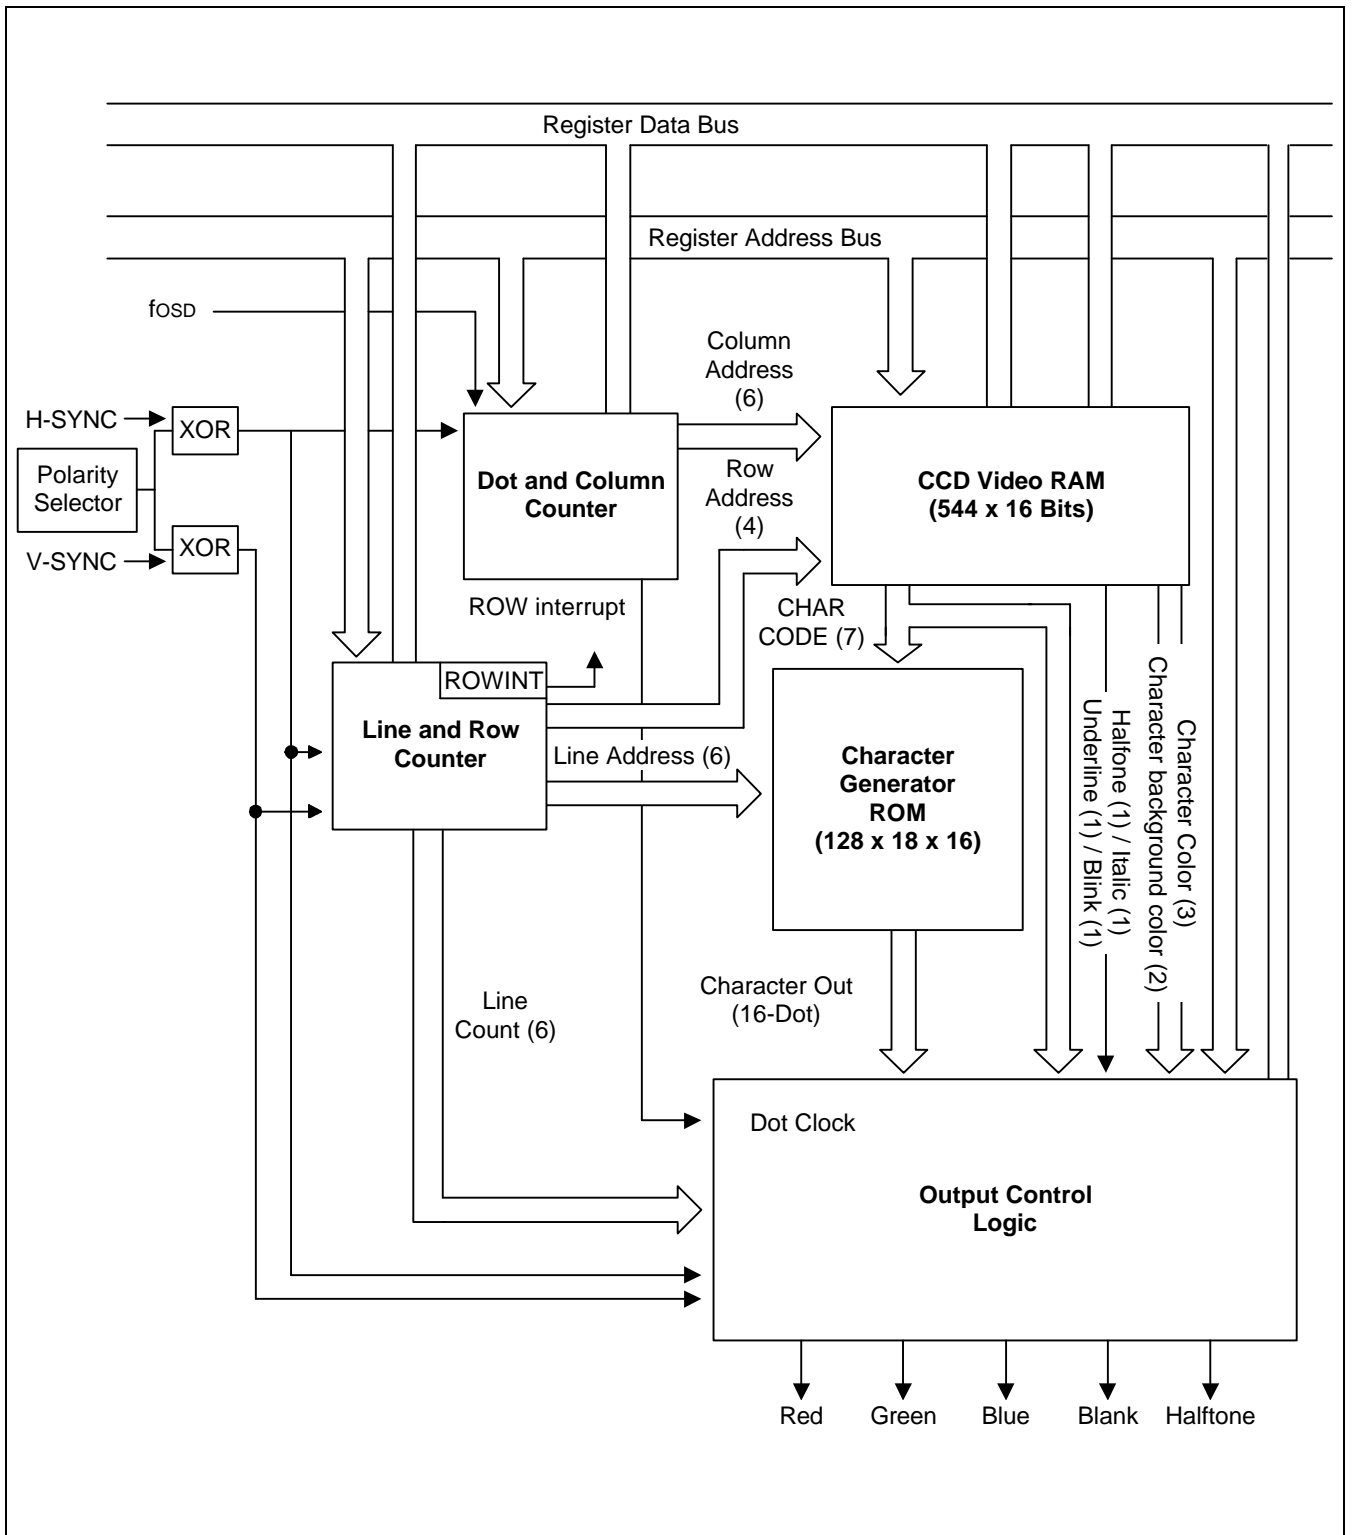 Register Data Bus
Register Address Bus
fOSD
Column
Address
(6)
H-SYNC
XOR
Polarity
Selector
XOR
V-SYNC
Dot and Column
Counter
Row
Address
(4)
CCD Video RAM
(544 x 16 Bits)
ROW interrupt
CHAR
CODE (7)
ROWINT
Line and Row
Counter
Line Address (6)
Character
Generator
ROM
(128 x 18 x 16)
Halfone (1) / Italic (1)
Underline (1) / Blink (1)
Character Color (3)
Character background color (2)
Line
Count (6)
Character Out
(16-Dot)
Dot Clock
Output Control
Logic
Red
Green
Blue
Blank
Halftone